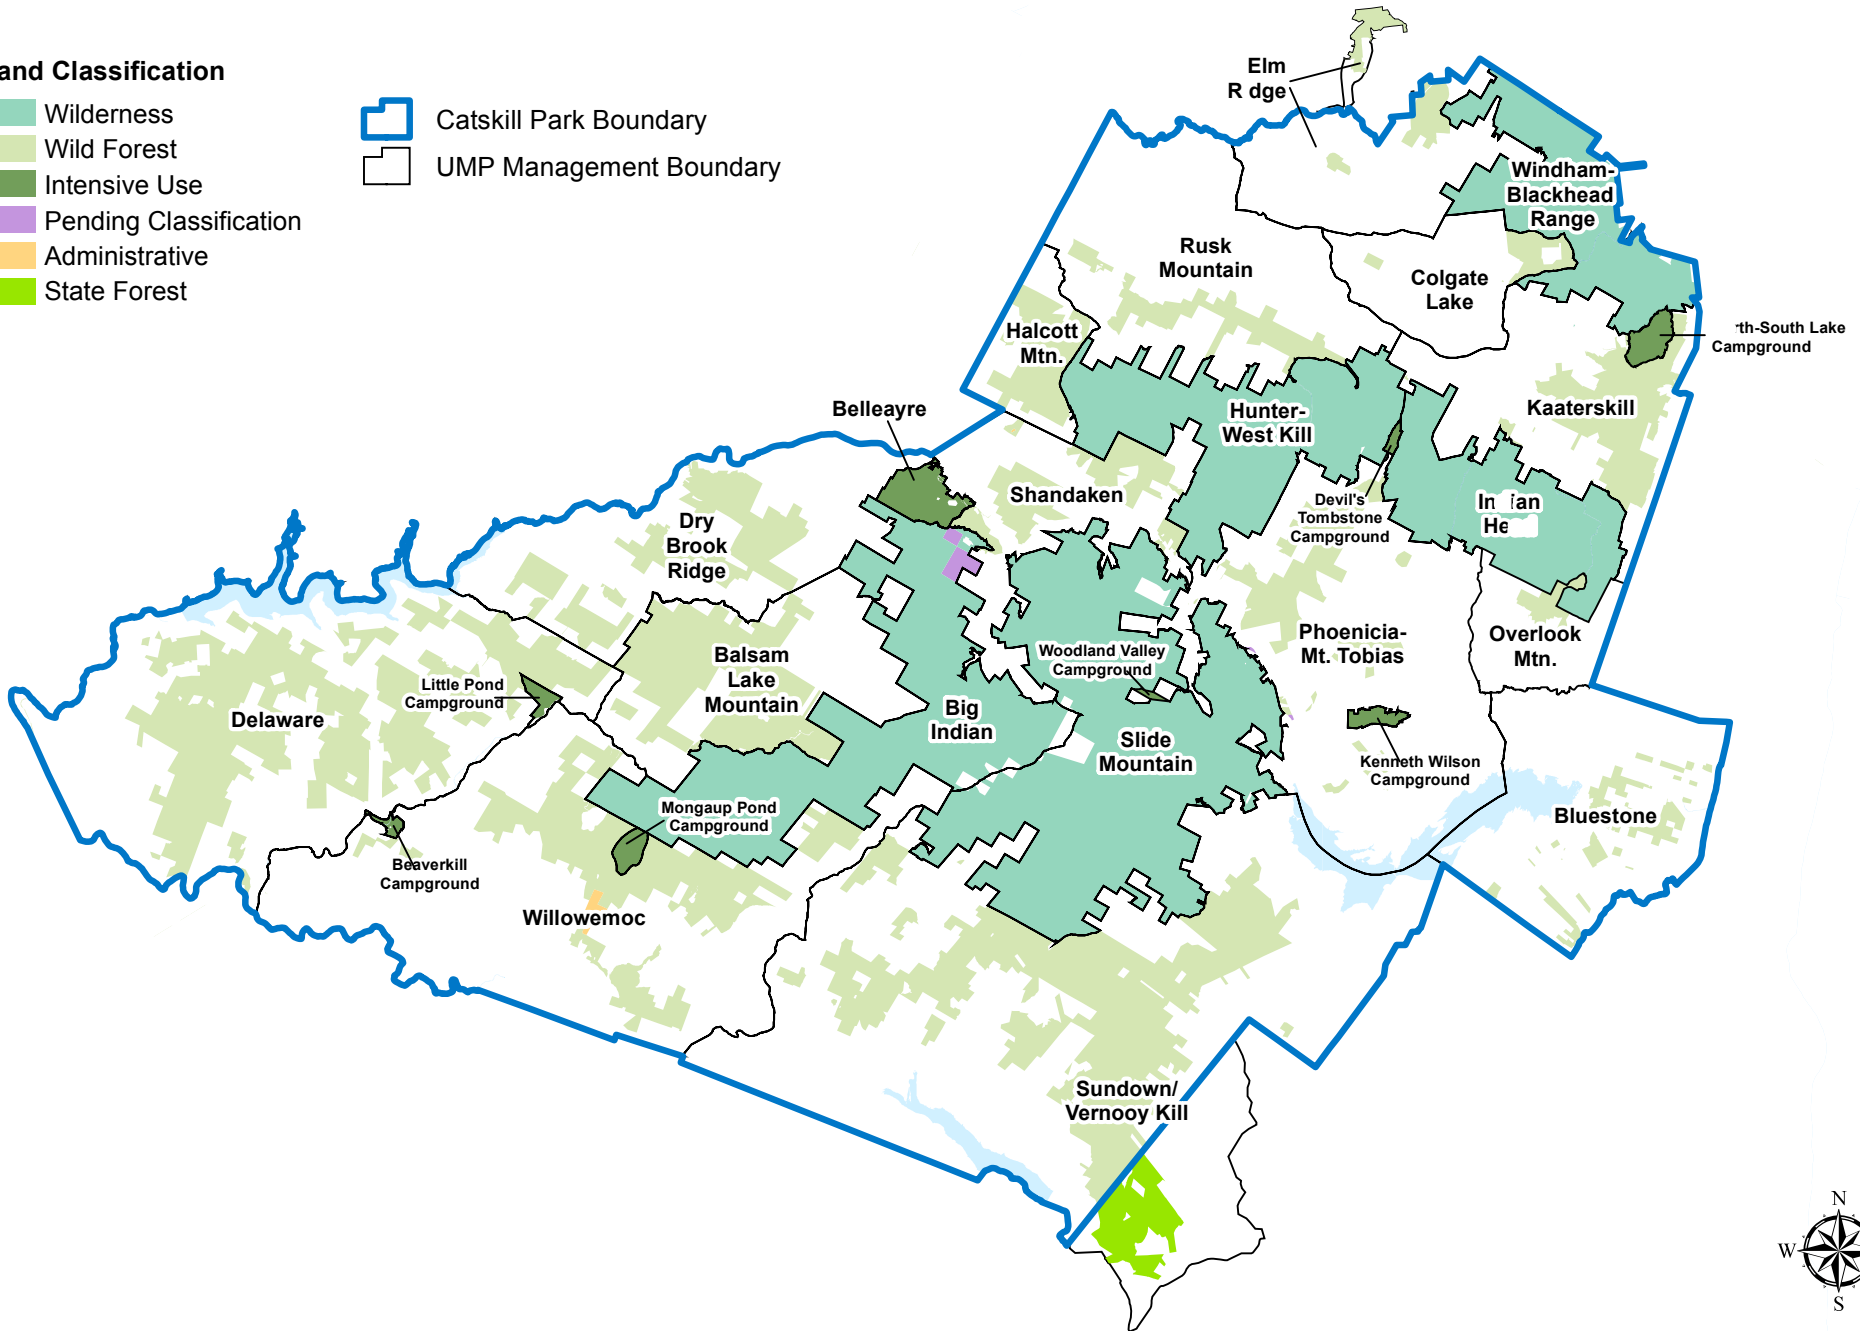 and Classification
Wilderness
Wild Forest
Intensive Use
Pending Classification
Administrative
State Forest
Catskill Park Boundary
UMP Management Boundary
Elm
R dge
Windham-
Blackhead
Range
Rusk
Mountain
Colgate
Lake
Halcott
Mtn.
th-South Lake
Campground
Belleayre
Hunter-
West Kill
Kaaterskill
Shandaken
Devil's
Tombstone
Campground
In ian
He
Dry
Brook
Ridge
Phoenicia-
Mt. Tobias
Overlook
Mtn.
Woodland Valley
Campground
Balsam
Lake
Mountain
Little Pond
Campground
Delaware
Big
Indian
Slide
Mountain
Kenneth Wilson
Campground
Mongaup Pond
Campground
Bluestone
Beaverkill
Campground
Willowemoc
Sundown/
Vernooy Kill
N
W
S